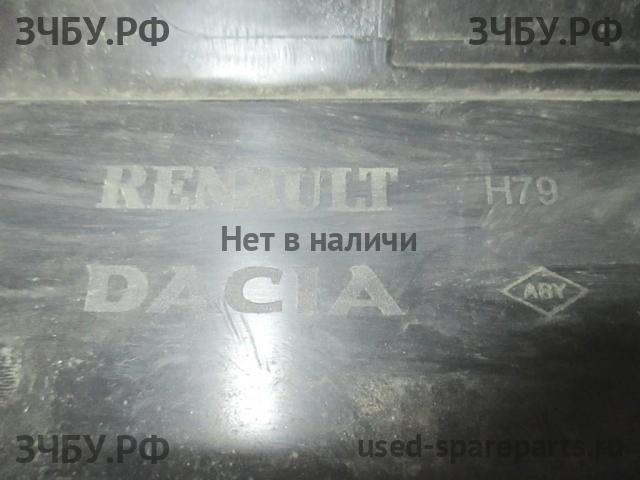 ЗЧБУ.РФ ЗЧБУ.РФ
RENAULT H79
Нет в наличи
DACIA ABY
ЗЧБУ.РФ used-spareparts.ru